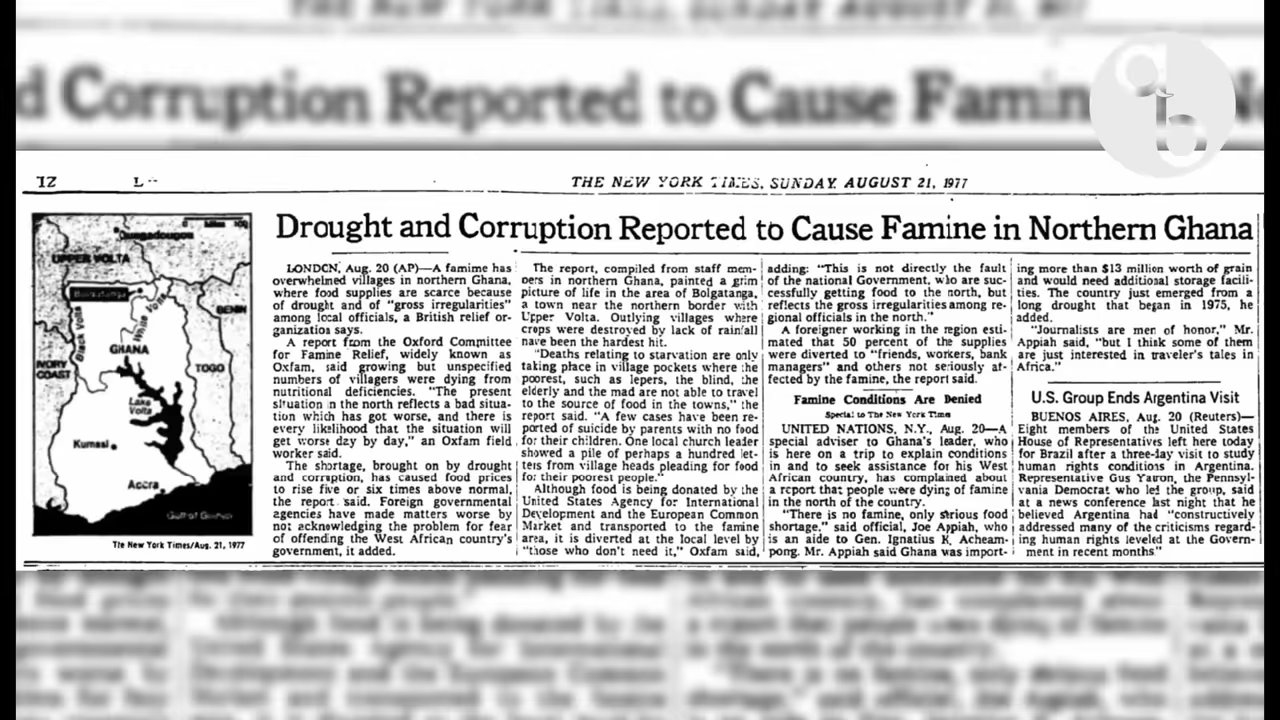 d Corruption Reported to Cause Famin
THE NEW YORK TIMES, SUNDAY, AUGUST 21, 1977
Drought and Corruption Reported to Cause Famine in Northern Ghana
UPPER VOLTA
BENIN
GHANA
IVORY
COAST
TOGO
Lake
Volta
Kumasi
Accra
Gulf of Guinea
The New York Times/Aug. 21, 1977
LONDON, Aug. 20 (AP)—A famime has
overwhelmed villages in northern Ghana,
where food supplies are scarce because
of drought and of "gross irregularities"
among local officials, a British relief or-
ganization says.
A report from the Oxford Committee
for Famine Relief, widely known as
Oxfam, said growing but unspecified
numbers of villagers were dying from
nutritional deficiencies. "The present
situation in the north reflects a bad situa-
tion which has got worse, and there is
every likelihood that the situation will
get worse day by day," an Oxfam field
worker said.
The shortage, brought on by drought
and corruption, has caused food prices
to rise five or six times above normal,
the report said. Foreign governmental
agencies have made matters worse by
not acknowledging the problem for fear
of offending the West African country's
government, it added.
The report, compiled from staff mem-
bers in northern Ghana, painted a grim
picture of life in the area of Bolgatanga,
a town near the northern border with
Upper Volta. Outlying villages where
crops were destroyed by lack of rainfall
have been the hardest hit.
"Deaths relating to starvation are only
taking place in village pockets where the
poorest, such as lepers, the blind, the
elderly and the mad are not able to travel
to the source of food in the towns," the
report said. "A few cases have been re-
ported of suicide by parents with no food
for their children. One local church leader
showed a pile of perhaps a hundred let-
ters from village heads pleading for food
for their poorest people."
Although food is being donated by the
United States Agency for International
Development and the European Common
Market and transported to the famine
area, it is diverted at the local level by
"those who don't need it," Oxfam said,
adding: "This is not directly the fault
of the national Government, who are suc-
cessfully getting food to the north, but
reflects the gross irregularities among re-
gional officials in the north."
A foreigner working in the region esti-
mated that 50 percent of the supplies
were diverted to "friends, workers, bank
managers" and others not seriously af-
fected by the famine, the report said.
Famine Conditions Are Denied
Special to The New York Times
UNITED NATIONS, N.Y., Aug. 20—A
special adviser to Ghana's leader, who
is here on a trip to explain conditions
in and to seek assistance for his West
African country, has complained about
a report that people were dying of famine
in the north of the country.
"There is no famine, only serious food
shortage," said official, Joe Appiah, who
is an aide to Gen. Ignatius K. Acheam-
pong. Mr. Appiah said Ghana was import-
ing more than $13 million worth of grain
and would need additional storage facili-
ties. The country just emerged from a
long drought that began in 1975, he
added.
"Journalists are men of honor," Mr.
Appiah said, "but I think some of them
are just interested in traveler's tales in
Africa."
U.S. Group Ends Argentina Visit
BUENOS AIRES, Aug. 20 (Reuters)—
Eight members of the United States
House of Representatives left here today
for Brazil after a three-day visit to study
human rights conditions in Argentina.
Representative Gus Yatron, the Pennsyl-
vania Democrat who led the group, said
at a news conference last night that he
believed Argentina had "constructively
addressed many of the criticisms regard-
ing human rights leveled at the Govern-
ment in recent months"